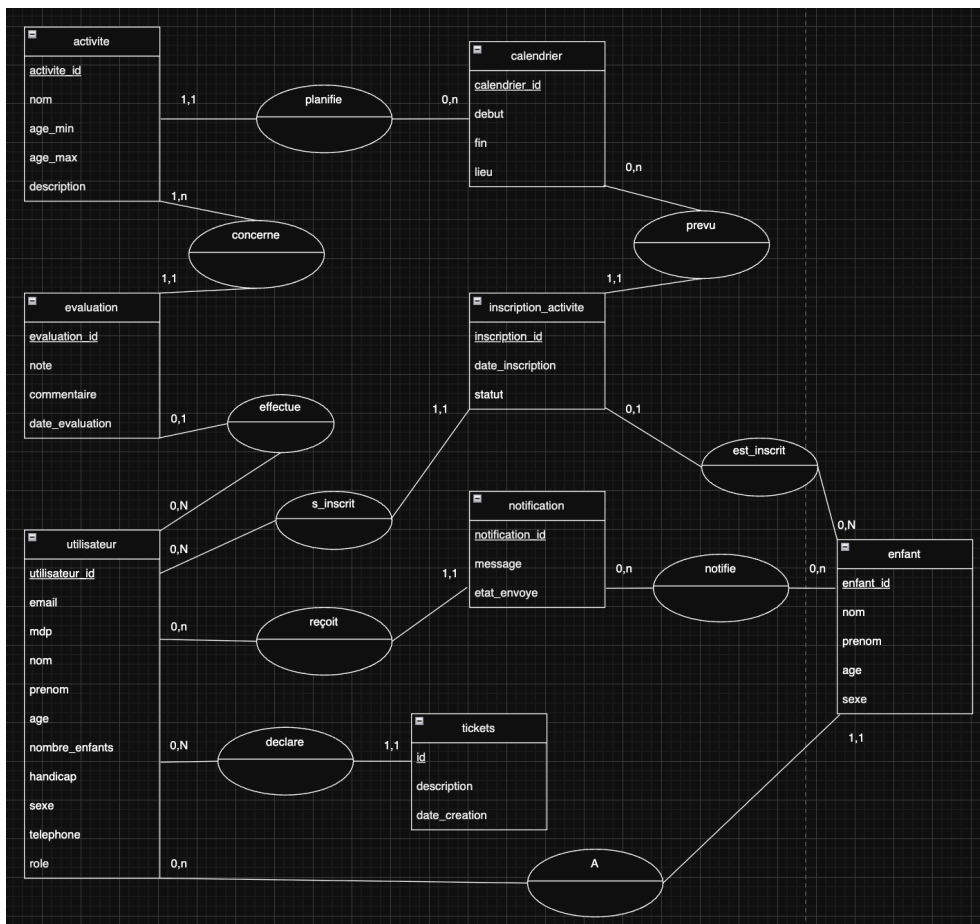 activite
activite_id
nom
age_min
age_max
description
1,1
planifie
0,n
calendrier
calendrier_id
debut
fin
lieu
1,n
concerne
1,1
0,n
prevu
1,1
evaluation
evaluation_id
note
commentaire
date_evaluation
inscription_activite
inscription_id
date_inscription
statut
0,1
effectue
0,N
1,1
s_inscrit
0,N
0,1
est_inscrit
0,N
utilisateur
utilisateur_id
email
mdp
nom
prenom
age
nombre_enfants
handicap
sexe
telephone
role
notification
notification_id
message
etat_envoye
1,1
reçoit
0,n
0,n
notifie
0,n
enfant
enfant_id
nom
prenom
age
sexe
0,N
declare
1,1
tickets
id
description
date_creation
0,n
A
1,1